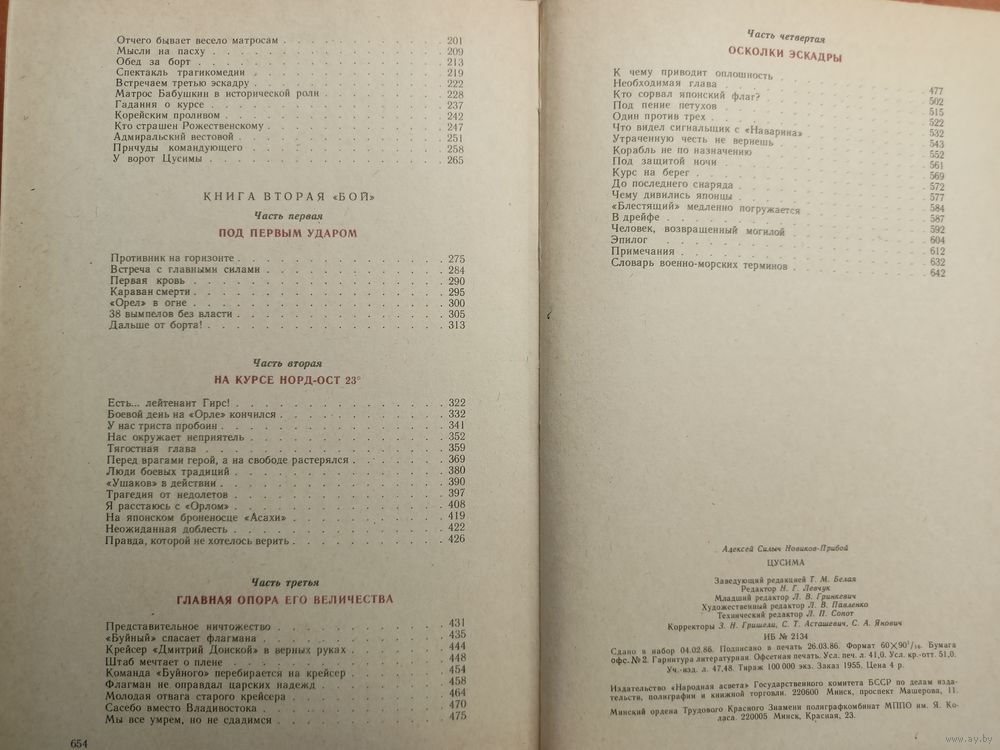 Отчего бывает весело матросам . . . . . . . . . . 201
Мысли на пасху . . . . . . . . . . 209
Обед за борт . . . . . . . . . . 213
Спектакль трагикомедии . . . . . . . . . . 219
Встречаем третью эскадру . . . . . . . . . . 222
Матрос Бабушкин в исторической роли . . . . . . . . . . 228
Гадания о курсе . . . . . . . . . . 237
Корейским проливом . . . . . . . . . . 242
Кто страшен Рожественскому . . . . . . . . . . 247
Адмиральский вестовой . . . . . . . . . . 251
Причуды командующего . . . . . . . . . . 258
У ворот Цусимы . . . . . . . . . . 265
КНИГА ВТОРАЯ «БОЙ»
Часть первая
ПОД ПЕРВЫМ УДАРОМ
Противник на горизонте . . . . . . . . . . 275
Встреча с главными силами . . . . . . . . . . 284
Первая кровь . . . . . . . . . . 290
Караван смерти . . . . . . . . . . 295
«Орел» в огне . . . . . . . . . . 300
38 вымпелов без власти . . . . . . . . . . 305
Дальше от борта! . . . . . . . . . . 313
Часть вторая
НА КУРСЕ НОРД-ОСТ 23°
Есть... лейтенант Гирс! . . . . . . . . . . 322
Боевой день на «Орле» кончился . . . . . . . . . . 332
У нас триста пробоин . . . . . . . . . . 341
Нас окружает неприятель . . . . . . . . . . 352
Тягостная глава . . . . . . . . . . 359
Перед врагами герой, а на свободе растерялся . . . . . . . . . . 369
Люди боевых традиций . . . . . . . . . . 380
«Ушаков» в действии . . . . . . . . . . 390
Трагедия от недолетов . . . . . . . . . . 397
Я расстаюсь с «Орлом» . . . . . . . . . . 408
На японском броненосце «Асахи» . . . . . . . . . . 419
Неожиданная доблесть . . . . . . . . . . 422
Правда, которой не хотелось верить . . . . . . . . . . 426
Часть третья
ГЛАВНАЯ ОПОРА ЕГО ВЕЛИЧЕСТВА
Представительное ничтожество . . . . . . . . . . 431
«Буйный» спасает флагмана . . . . . . . . . . 435
Крейсер «Дмитрий Донской» в верных руках . . . . . . . . . . 444
Штаб мечтает о плене . . . . . . . . . . 448
Команда «Буйного» перебирается на крейсер . . . . . . . . . . 454
Флагман не оправдал царских надежд . . . . . . . . . . 458
Молодая отвага старого крейсера . . . . . . . . . . 464
Сасебо вместо Владивостока . . . . . . . . . . 470
Мы все умрем, но не сдадимся . . . . . . . . . . 475
654
Часть четвертая
ОСКОЛКИ ЭСКАДРЫ
К чему приводит оплошность . . . . . . . . . . 477
Необходимая глава . . . . . . . . . . 502
Кто сорвал японский флаг? . . . . . . . . . . 515
Под пение петухов . . . . . . . . . . 522
Один против трех . . . . . . . . . . 532
Что видел сигнальщик с «Наварина» . . . . . . . . . . 543
Утраченную честь не вернешь . . . . . . . . . . 552
Корабль не по назначению . . . . . . . . . . 561
Под защитой ночи . . . . . . . . . . 569
Курс на берег . . . . . . . . . . 572
До последнего снаряда . . . . . . . . . . 577
Чему дивились японцы . . . . . . . . . . 584
«Блестящий» медленно погружается . . . . . . . . . . 587
В дрейфе . . . . . . . . . . 592
Человек, возвращенный могилой . . . . . . . . . . 604
Эпилог . . . . . . . . . . 612
Примечания . . . . . . . . . . 632
Словарь военно-морских терминов . . . . . . . . . . 642
Алексей Силыч Новиков-Прибой
ЦУСИМА
Заведующий редакцией Т. М. Белая
Редактор Н. Г. Левчук
Младший редактор Л. В. Гринкевич
Художественный редактор Л. В. Павленко
Технический редактор Л. П. Сопот
Корректоры З. Н. Гришели, С. Т. Асташевич, С. А. Янович
ИБ № 2134
Сдано в набор 04.02.86. Подписано в печать 26.03.86. Формат 60×90¹/₁₆. Бумага
офс. № 2. Гарнитура литературная. Офсетная печать. Усл. печ. л. 41,0. Усл. кр.-отт. 51,0.
Уч.-изд. л. 47,48. Тираж 100 000 экз. Заказ 1955. Цена 4 р.
Издательство «Народная асвета» Государственного комитета БССР по делам изда-
тельств, полиграфии и книжной торговли. 220600 Минск, проспект Машерова, 11.
Минский ордена Трудового Красного Знамени полиграфкомбинат МППО им. Я. Ко-
ласа. 220005 Минск, Красная, 23.
www.ay.by